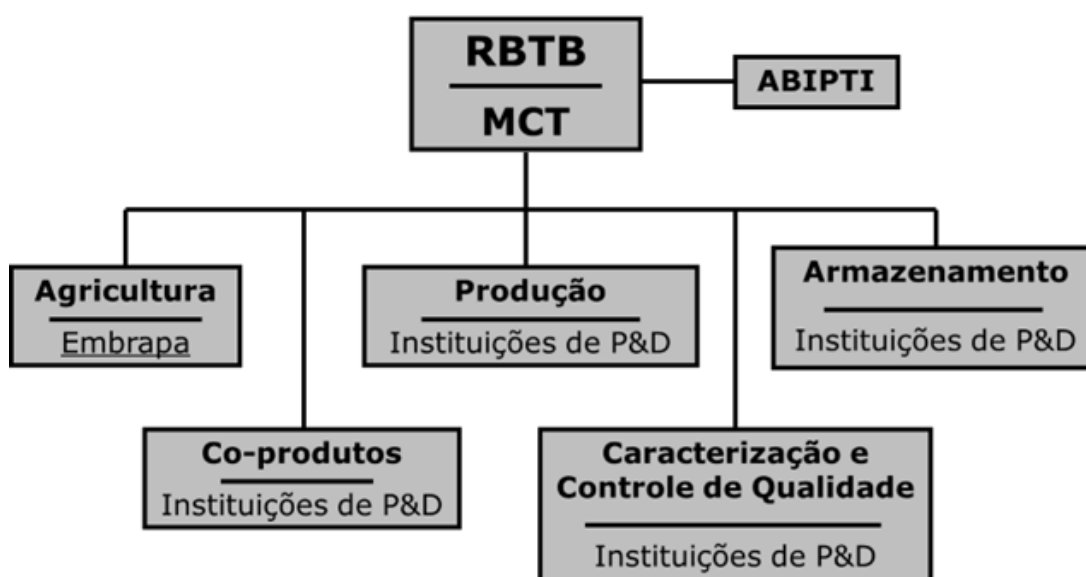 RBTB
MCT
ABIPTI
Agricultura
Embrapa
Produção
Instituições de P&D
Armazenamento
Instituições de P&D
Co-produtos
Instituições de P&D
Caracterização e
Controle de Qualidade
Instituições de P&D